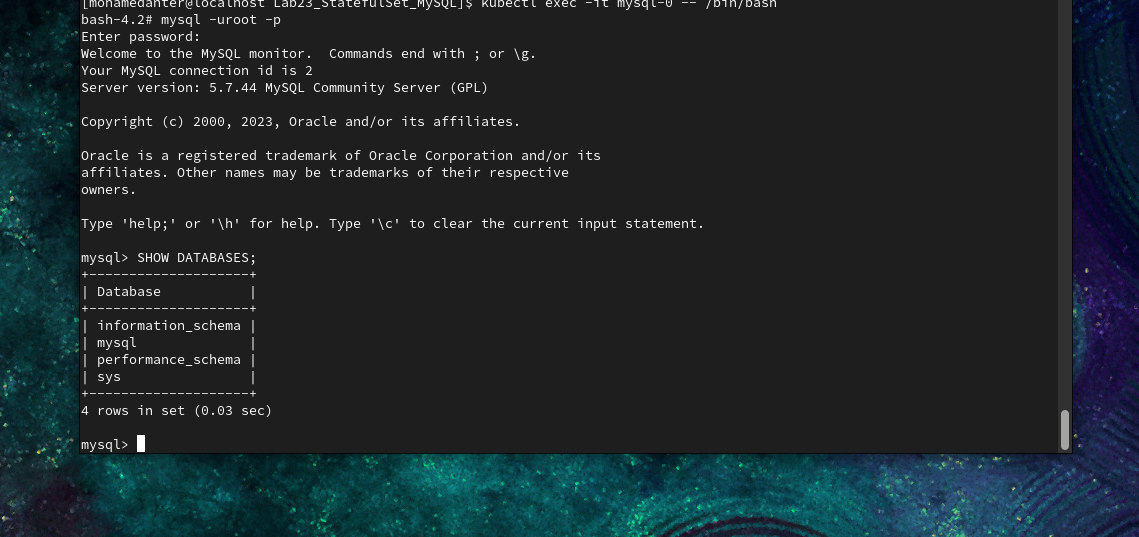 [mohamedanter@localhost Lab23_StatefulSet_MySQL]$ kubectl exec -it mysql-0 -- /bin/bash
bash-4.2# mysql -uroot -p
Enter password:
Welcome to the MySQL monitor.  Commands end with ; or \g.
Your MySQL connection id is 2
Server version: 5.7.44 MySQL Community Server (GPL)
Copyright (c) 2000, 2023, Oracle and/or its affiliates.
Oracle is a registered trademark of Oracle Corporation and/or its
affiliates. Other names may be trademarks of their respective
owners.
Type 'help;' or '\h' for help. Type '\c' to clear the current input statement.
mysql> SHOW DATABASES;
+--------------------+
| Database           |
+--------------------+
| information_schema |
| mysql              |
| performance_schema |
| sys                |
+--------------------+
4 rows in set (0.03 sec)
mysql>